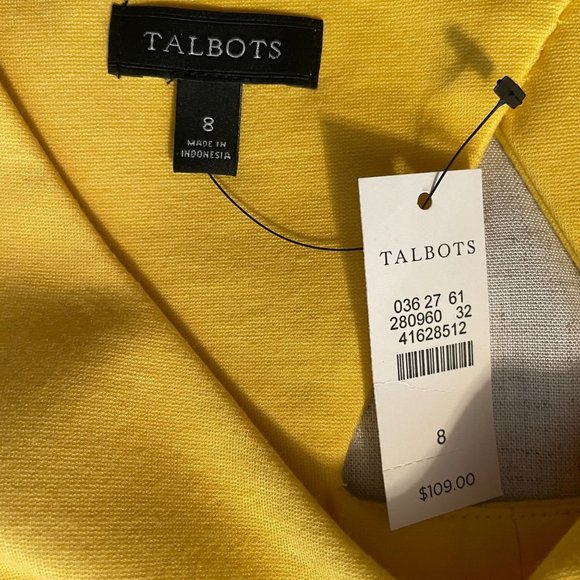 TALBOTS
8
MADE IN
INDONESIA
TALBOTS
036 27 61
280960 32
41628512
8
$109.00